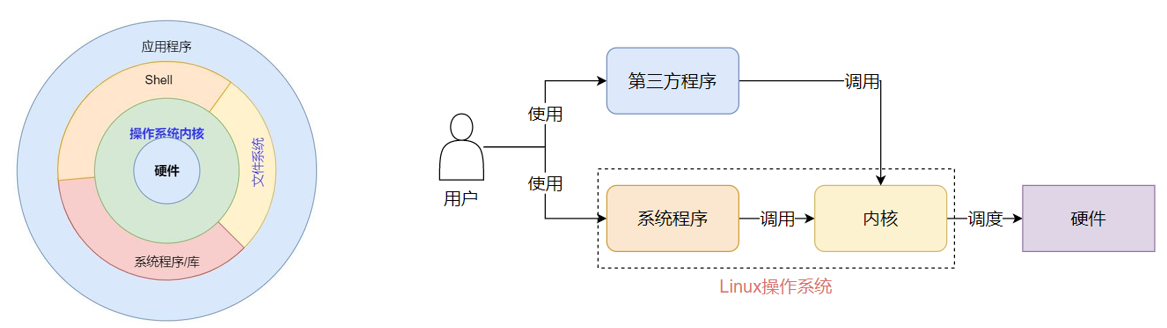 应用程序
Shell
操作系统内核
硬件
文件系统
系统程序/库
用户
使用
使用
第三方程序
调用
系统程序
调用
内核
调度
硬件
Linux操作系统